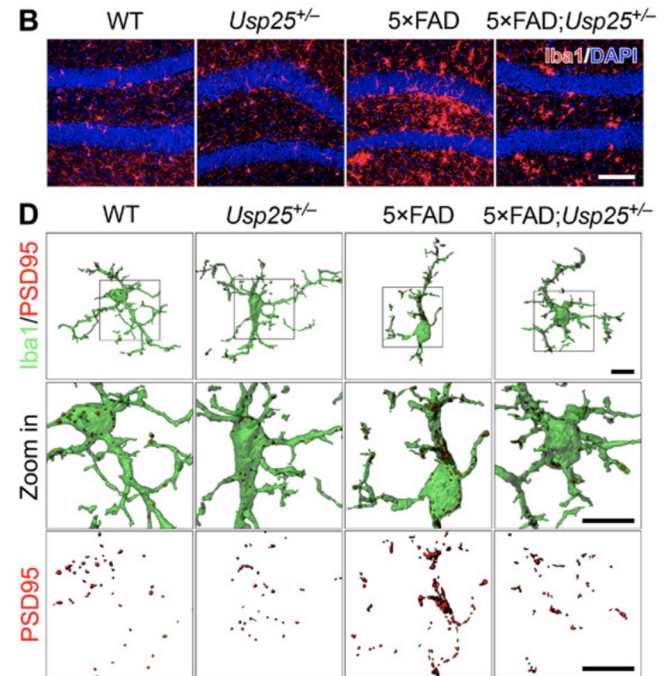 B
WT Usp25+/– 5×FAD 5×FAD;Usp25+/–
Iba1/DAPI
D
WT Usp25+/– 5×FAD 5×FAD;Usp25+/–
Iba1/PSD95
Zoom in
PSD95